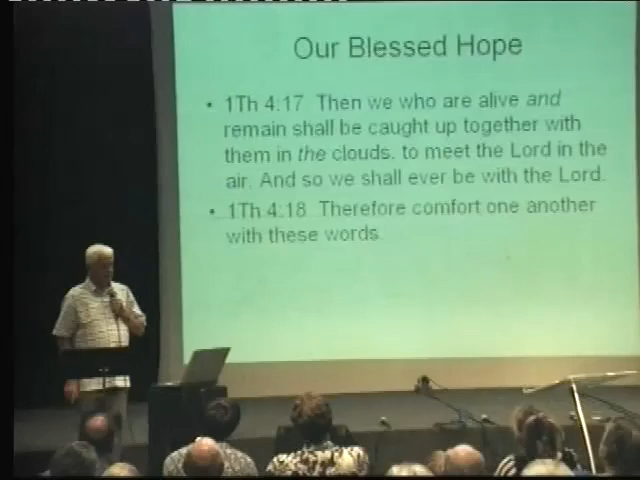 Our Blessed Hope
• 1Th 4:17 Then we who are alive and
remain shall be caught up together with
them in the clouds. to meet the Lord in the
air. And so we shall ever be with the Lord.
• 1Th 4:18 Therefore comfort one another
with these words